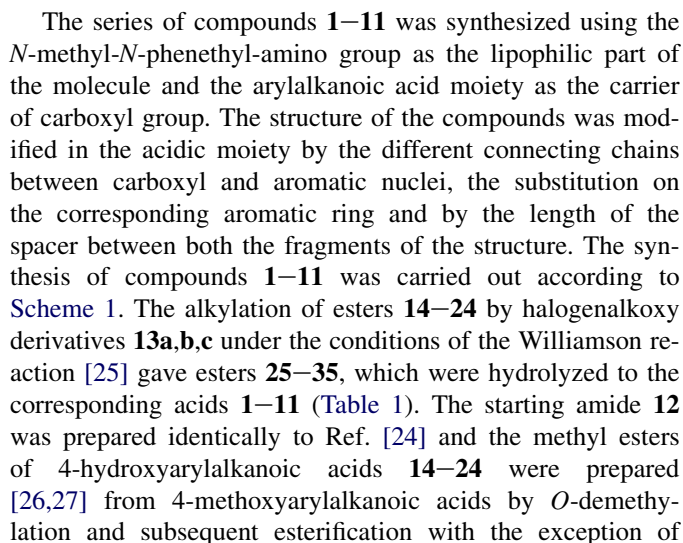 The series of compounds 1–11 was synthesized using the
N-methyl-N-phenethyl-amino group as the lipophilic part of
the molecule and the arylalkanoic acid moiety as the carrier
of carboxyl group. The structure of the compounds was mod-
ified in the acidic moiety by the different connecting chains
between carboxyl and aromatic nuclei, the substitution on
the corresponding aromatic ring and by the length of the
spacer between both the fragments of the structure. The syn-
thesis of compounds 1–11 was carried out according to
Scheme 1. The alkylation of esters 14–24 by halogenalkoxy
derivatives 13a,b,c under the conditions of the Williamson re-
action [25] gave esters 25–35, which were hydrolyzed to the
corresponding acids 1–11 (Table 1). The starting amide 12
was prepared identically to Ref. [24] and the methyl esters
of 4-hydroxyarylalkanoic acids 14–24 were prepared
[26,27] from 4-methoxyarylalkanoic acids by O-demethy-
lation and subsequent esterification with the exception of